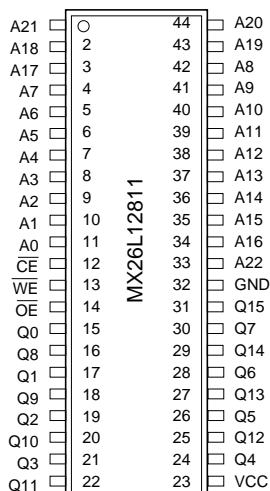 A21 1 44 A20
A18 2 43 A19
A17 3 42 A8
A7 4 41 A9
A6 5 40 A10
A5 6 39 A11
A4 7 38 A12
A3 8 37 A13
A2 9 36 A14
A1 10 35 A15
A0 11 34 A16
CE 12 33 A22
WE 13 32 GND
OE 14 31 Q15
Q0 15 30 Q7
Q8 16 29 Q14
Q1 17 28 Q6
Q9 18 27 Q13
Q2 19 26 Q5
Q10 20 25 Q12
Q3 21 24 Q4
Q11 22 23 VCC
MX26L12811